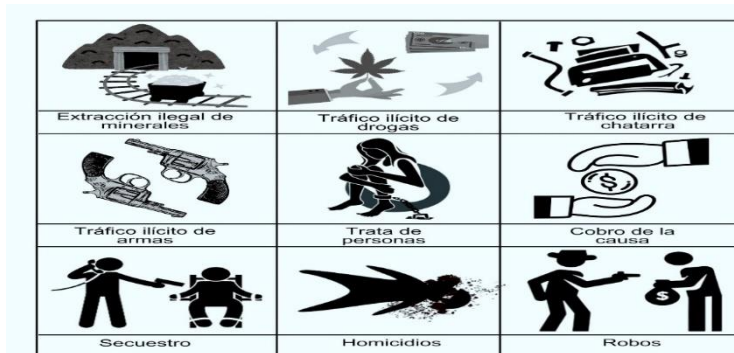 Extracción ilegal de
minerales
Tráfico ilícito de
drogas
Tráfico ilícito de
chatarra
Tráfico ilícito de
armas
Trata de
personas
Cobro de la
causa
$
Secuestro
Homicidios
Robos
$